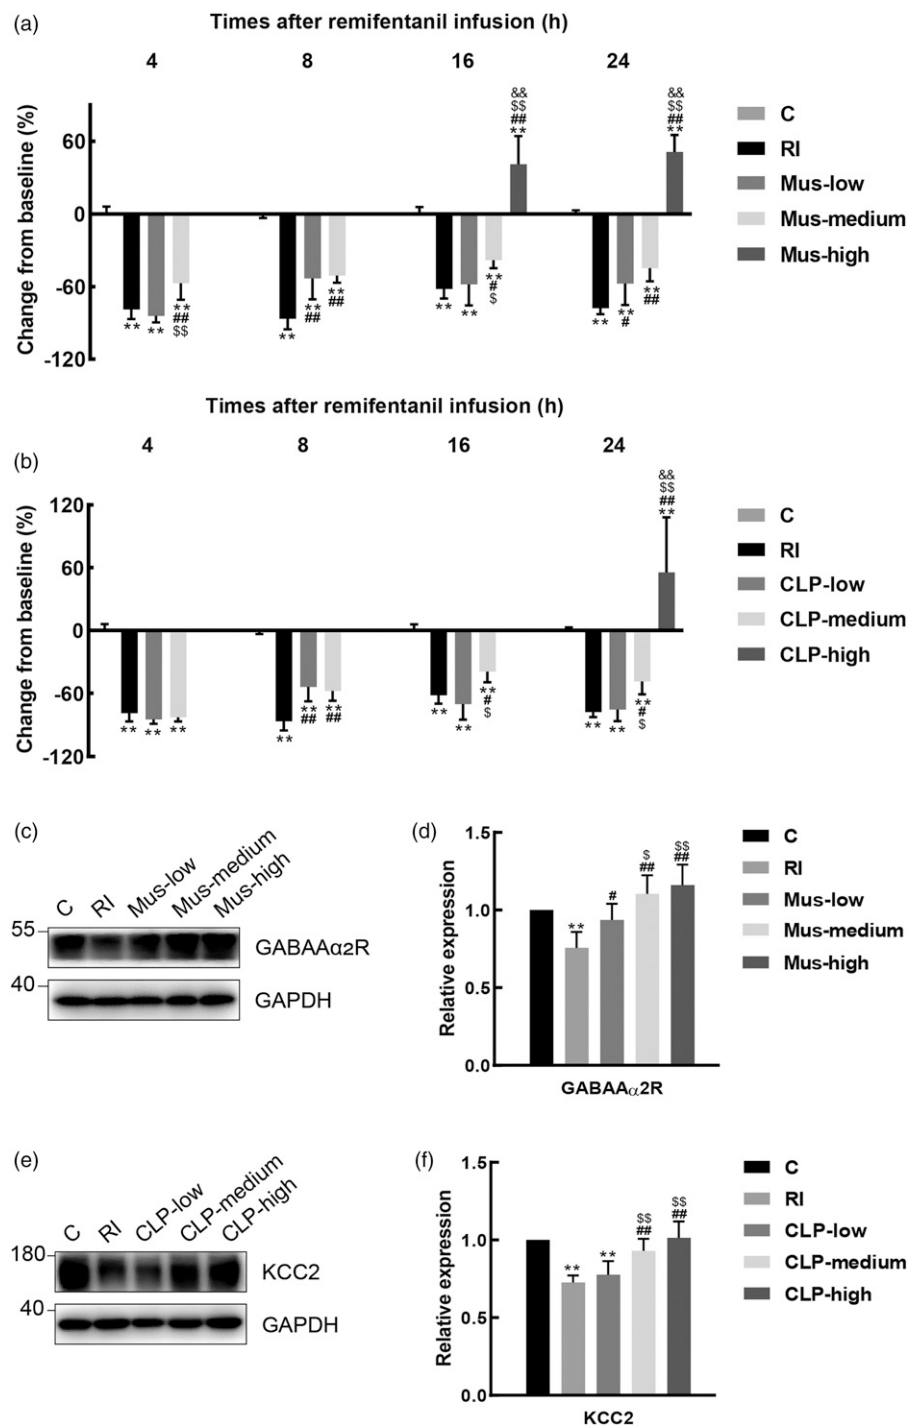 (a)
Times after remifentanil infusion (h)
4 8 16 24
Change from baseline (%)
60
0
-60
-120
** ** ** ## $$
** ** ## ** ##
** ** ** # $ && $$ ## **
** ** # ** ## && $$ ## **
C
RI
Mus-low
Mus-medium
Mus-high
(b)
Times after remifentanil infusion (h)
4 8 16 24
Change from baseline (%)
120
60
0
-60
-120
** ** **
** ** ## ** ##
** ** ** # $
** ** ** # $ && $$ ## **
C
RI
CLP-low
CLP-medium
CLP-high
(c)
C RI Mus-low Mus-medium Mus-high
55
GABAAα2R
40
GAPDH
(d)
Relative expression
1.5
1.0
0.5
0.0
** # $ ## $$ ##
GABAAα2R
C
RI
Mus-low
Mus-medium
Mus-high
(e)
C RI CLP-low CLP-medium CLP-high
180
KCC2
40
GAPDH
(f)
Relative expression
1.5
1.0
0.5
0.0
** ** $$ ## $$ ##
KCC2
C
RI
CLP-low
CLP-medium
CLP-high